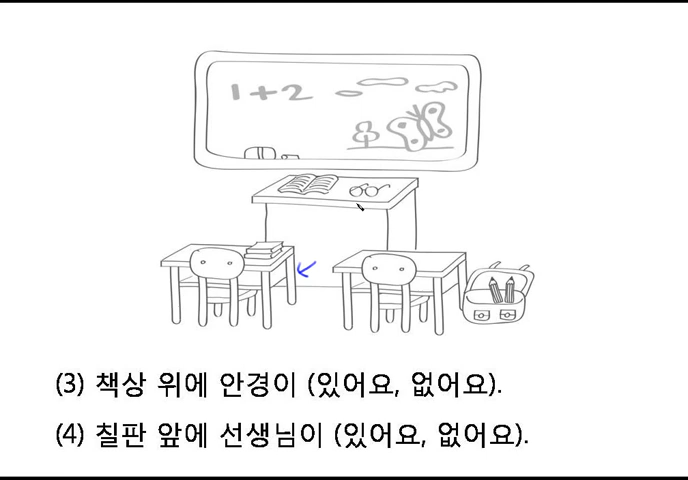 1+2
(3) 책상 위에 안경이 (있어요, 없어요).
(4) 칠판 앞에 선생님이 (있어요, 없어요).